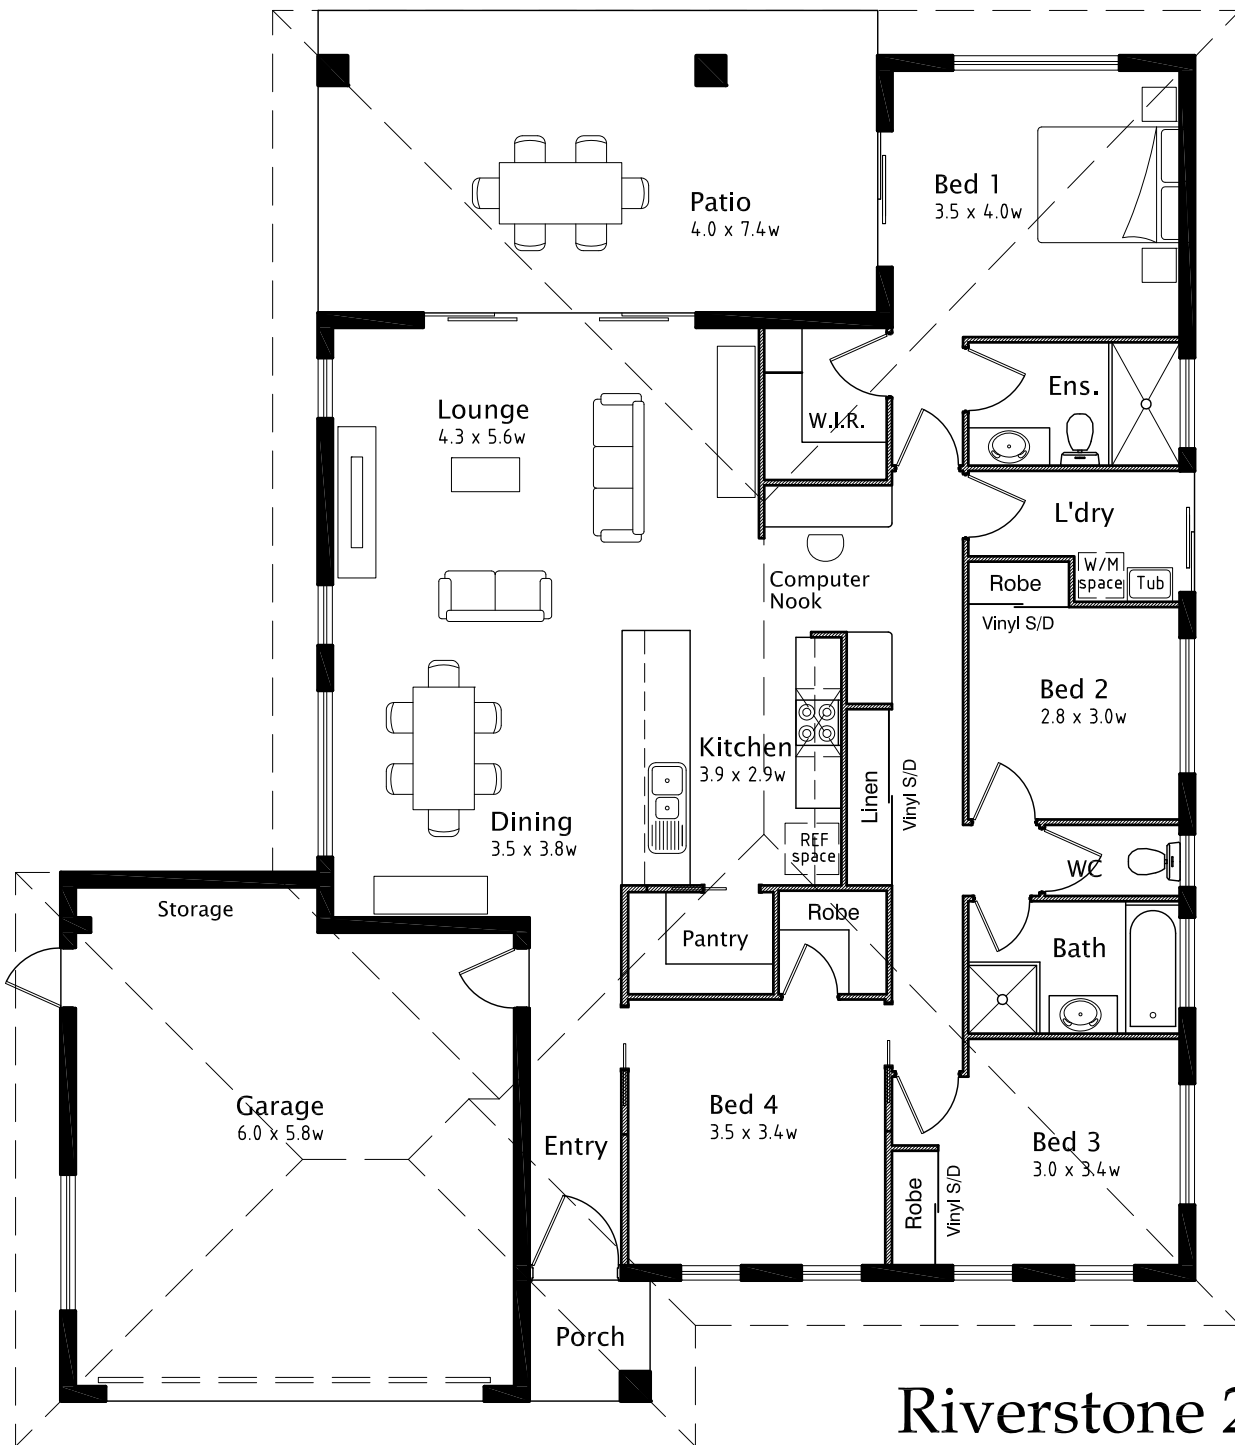 Patio
4.0 x 7.4w
Bed 1
3.5 x 4.0w
Lounge
4.3 x 5.6w
W.I.R.
Ens.
L'dry
W/M
space
Tub
Computer
Nook
Robe
Vinyl S/D
Bed 2
2.8 x 3.0w
Kitchen
3.9 x 2.9w
Linen
Vinyl S/D
Dining
3.5 x 3.8w
REF
space
WC
Storage
Pantry
Robe
Bath
Garage
6.0 x 5.8w
Entry
Bed 4
3.5 x 3.4w
Bed 3
3.0 x 3.4w
Robe
Vinyl S/D
Porch
Riverstone